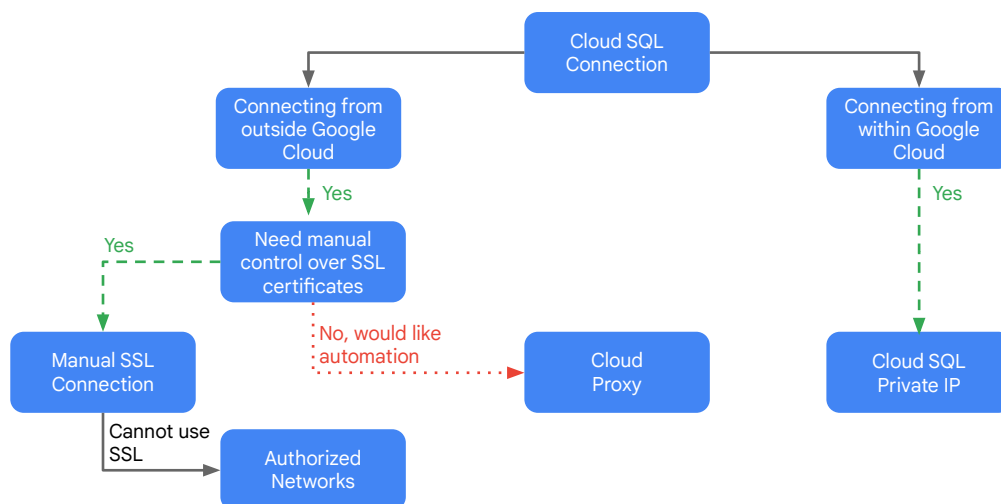 Cloud SQL
Connection
Connecting from
outside Google
Cloud
Connecting from
within Google
Cloud
Yes
Yes
Need manual
control over SSL
certificates
Yes
No, would like
automation
Manual SSL
Connection
Cloud
Proxy
Cloud SQL
Private IP
Cannot use
SSL
Authorized
Networks